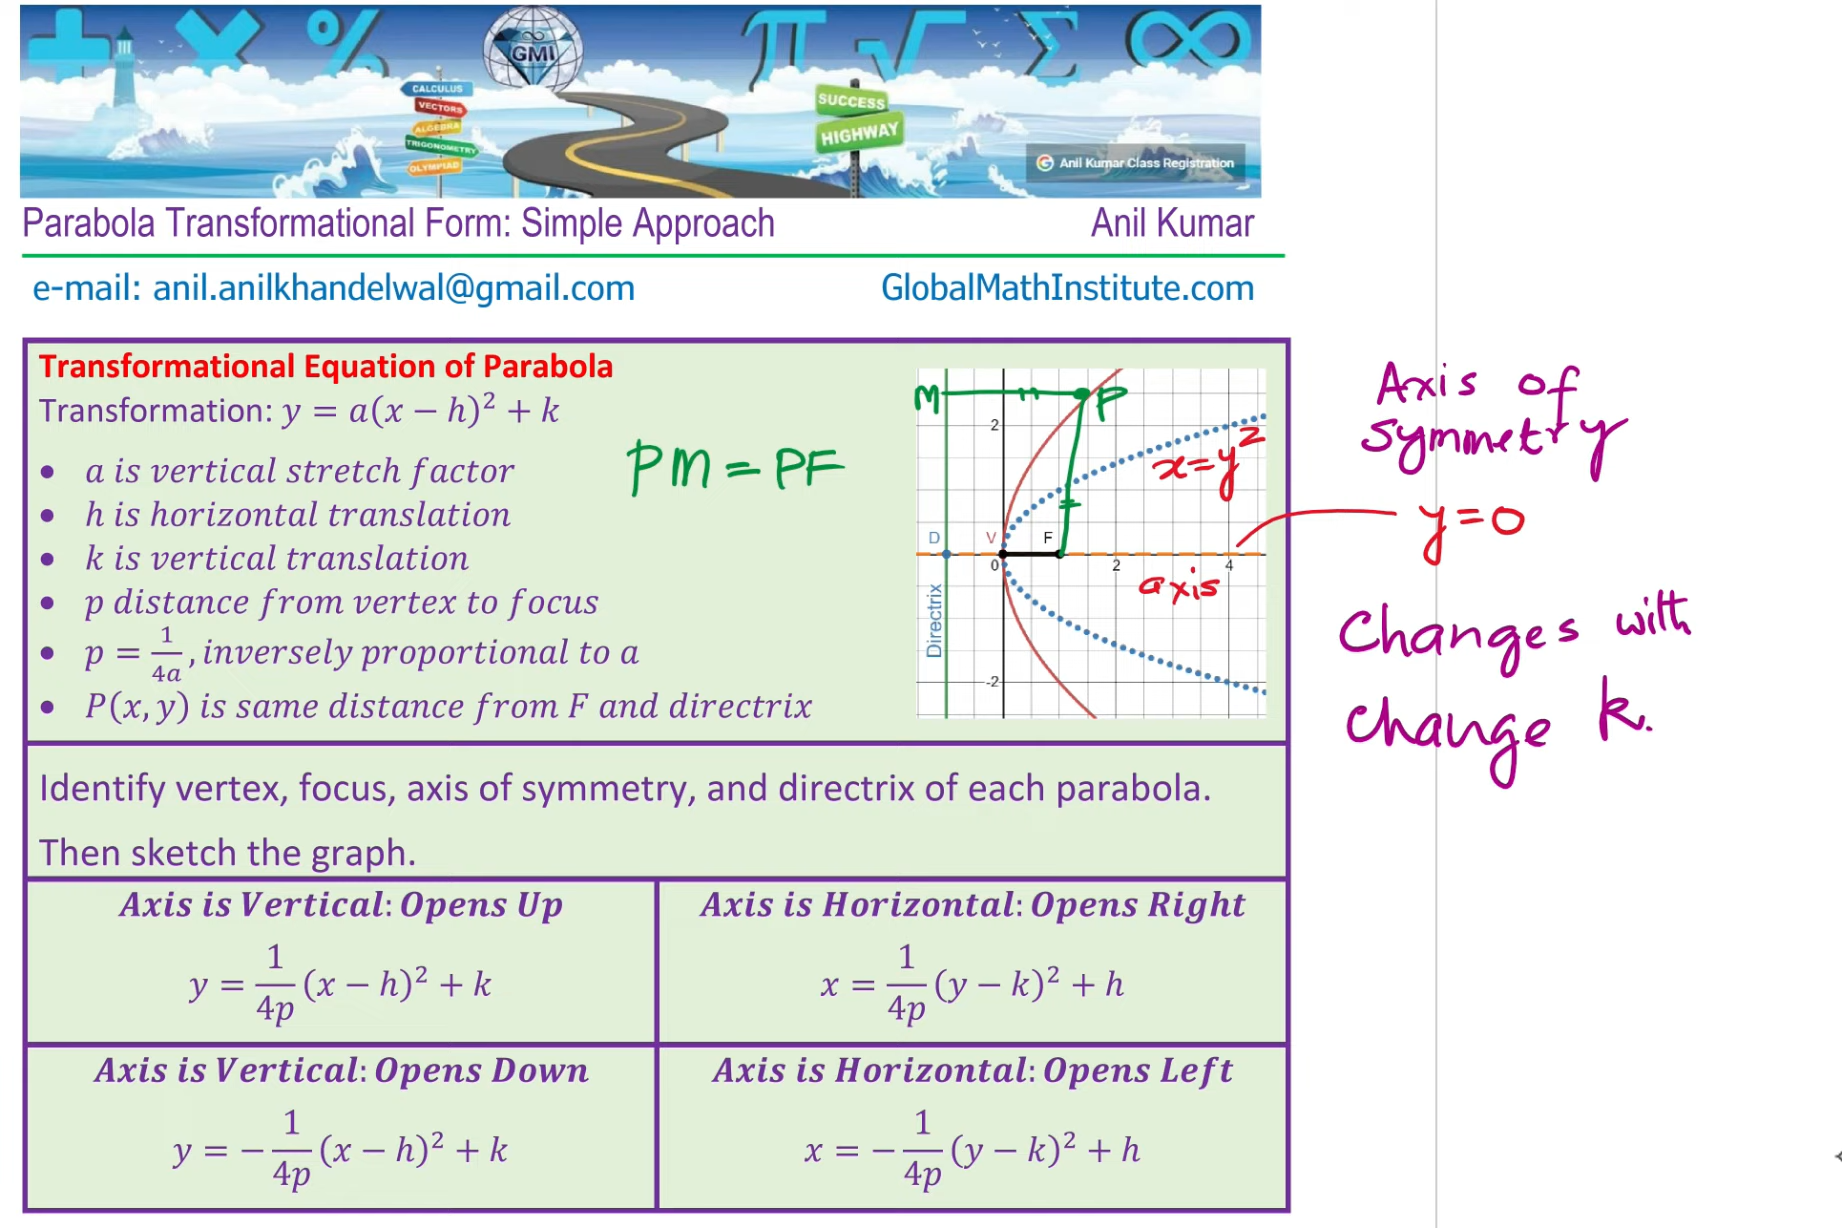 GMI
CALCULUS
VECTORS
ALGEBRA
TRIGONOMETRY
OLYMPIAD
SUCCESS
HIGHWAY
G Anil Kumar Class Registration
Parabola Transformational Form: Simple Approach Anil Kumar
e-mail: anil.anilkhandelwal@gmail.com GlobalMathInstitute.com
Transformational Equation of Parabola
Transformation: y = a(x − h)² + k
• a is vertical stretch factor
• h is horizontal translation
• k is vertical translation
• p distance from vertex to focus
• p = 1/4a, inversely proportional to a
• P(x, y) is same distance from F and directrix
PM = PF
M P
2
x = y²
D V F
0 2 4
axis
Directrix
-2
Axis of
symmetry
y = 0
Changes with
change k.
Identify vertex, focus, axis of symmetry, and directrix of each parabola.
Then sketch the graph.
Axis is Vertical: Opens Up
y = 1/4p (x − h)² + k
Axis is Horizontal: Opens Right
x = 1/4p (y − k)² + h
Axis is Vertical: Opens Down
y = − 1/4p (x − h)² + k
Axis is Horizontal: Opens Left
x = − 1/4p (y − k)² + h